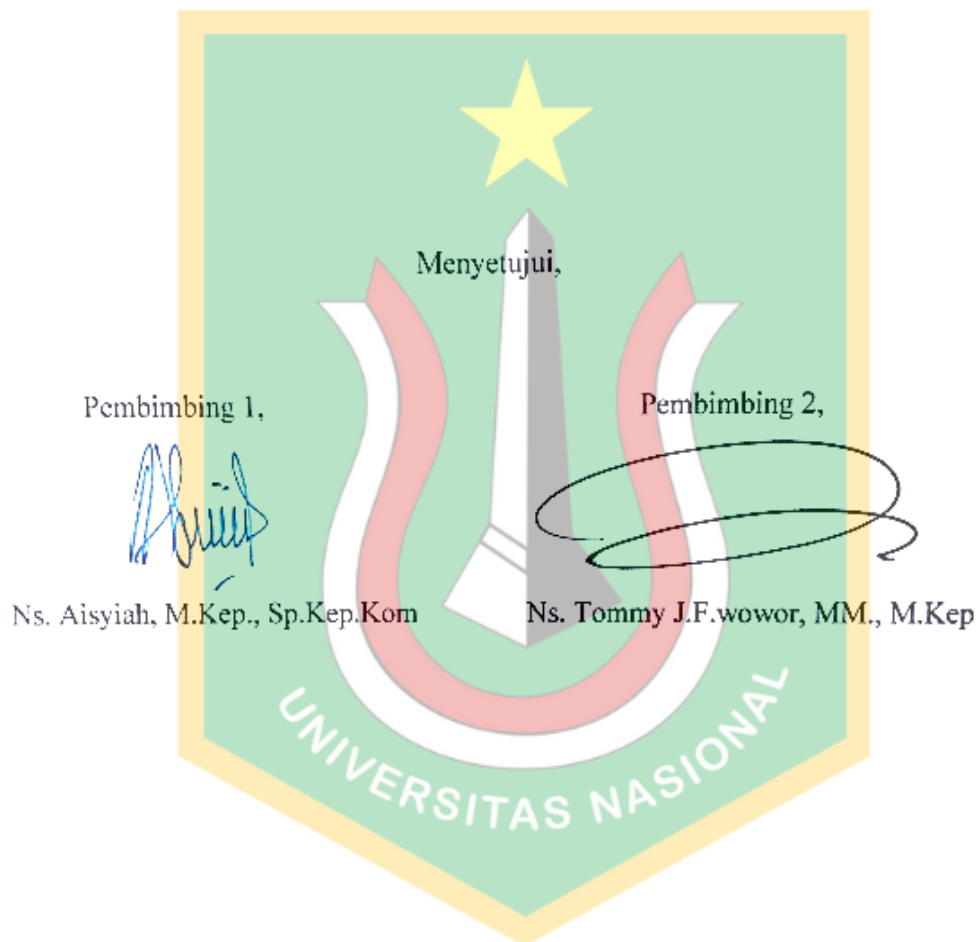 Menyetujui,
Pembimbing 1,
Pembimbing 2,
Ns. Aisyiah, M.Kep., Sp.Kep.Kom
Ns. Tommy J.F.wowor, MM., M.Kep
UNIVERSITAS NASIONAL